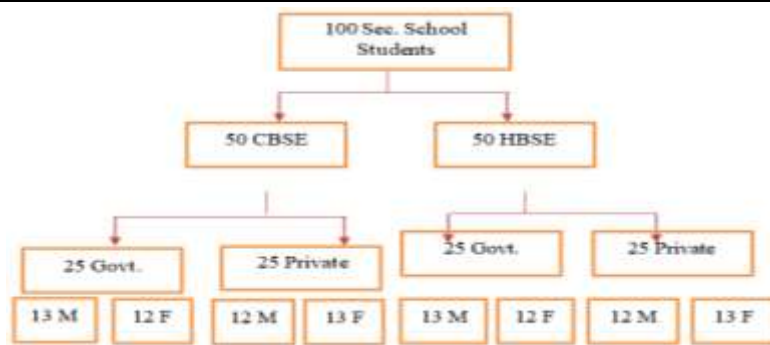 100 Sec. School
Students
50 CBSE
50 HBSE
25 Govt.
25 Private
25 Govt.
25 Private
13 M
12 F
12 M
13 F
13 M
12 F
12 M
13 F